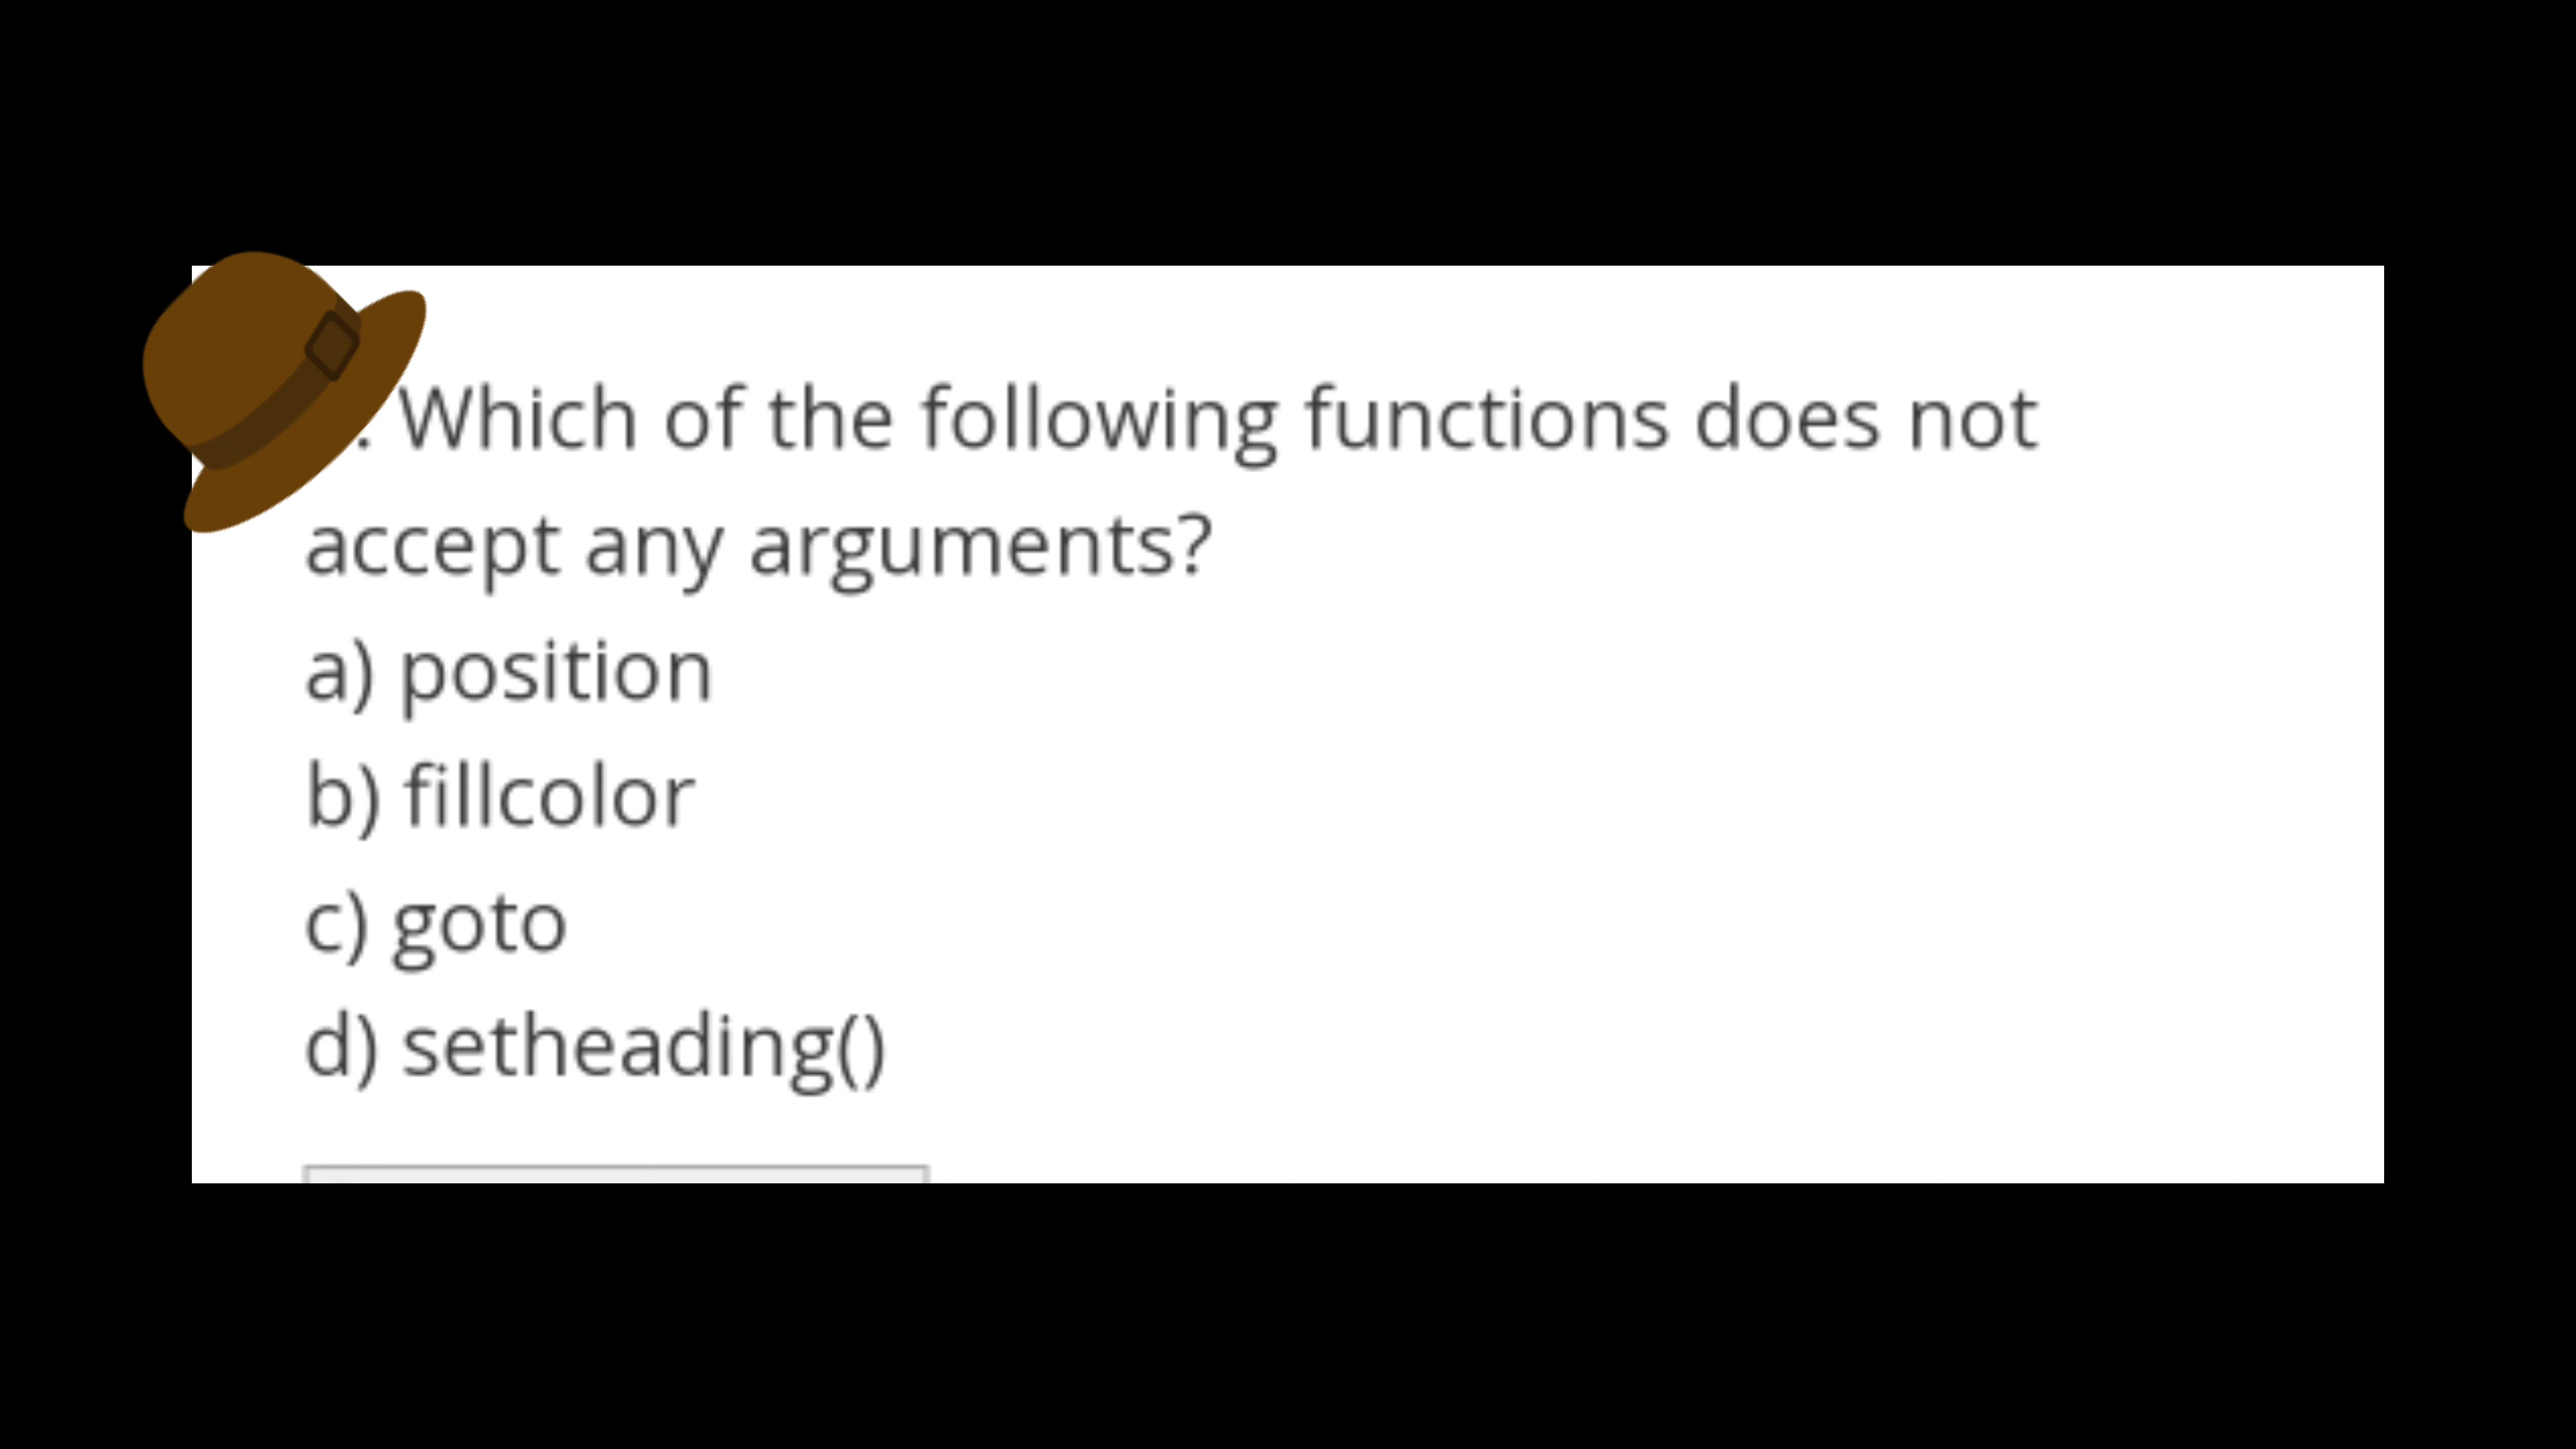 . Which of the following functions does not
accept any arguments?
a) position
b) fillcolor
c) goto
d) setheading()